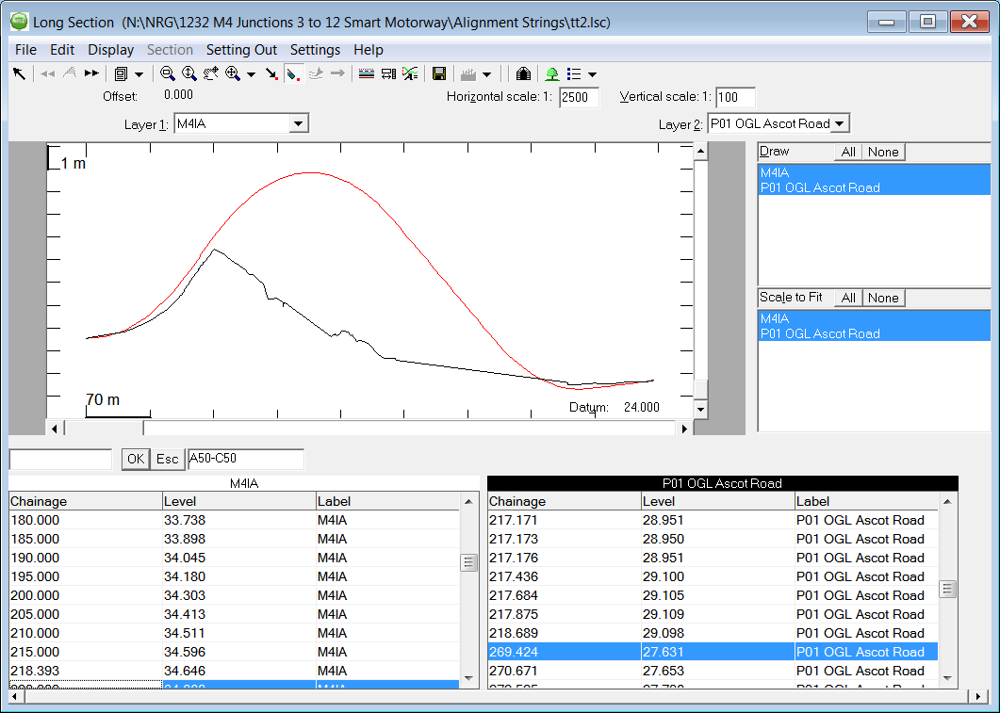 Long Section (N:\NRG\1232 M4 Junctions 3 to 12 Smart Motorway\Alignment Strings\tt2.lsc)
File Edit Display Section Setting Out Settings Help
Offset: 0.000 Horizontal scale: 1: 2500 Vertical scale: 1: 100
Layer 1: M4IA Layer 2: P01 OGL Ascot Road
1 m
70 m
Datum: 24.000
Draw All None
M4IA
P01 OGL Ascot Road
Scale to Fit All None
M4IA
P01 OGL Ascot Road
OK Esc A50-C50
M4IA
Chainage Level Label
180.000 33.738 M4IA
185.000 33.898 M4IA
190.000 34.045 M4IA
195.000 34.180 M4IA
200.000 34.303 M4IA
205.000 34.413 M4IA
210.000 34.511 M4IA
215.000 34.596 M4IA
218.393 34.646 M4IA
P01 OGL Ascot Road
Chainage Level Label
217.171 28.951 P01 OGL Ascot Road
217.173 28.950 P01 OGL Ascot Road
217.176 28.951 P01 OGL Ascot Road
217.436 29.100 P01 OGL Ascot Road
217.684 29.105 P01 OGL Ascot Road
217.875 29.109 P01 OGL Ascot Road
218.689 29.098 P01 OGL Ascot Road
269.424 27.631 P01 OGL Ascot Road
270.671 27.653 P01 OGL Ascot Road